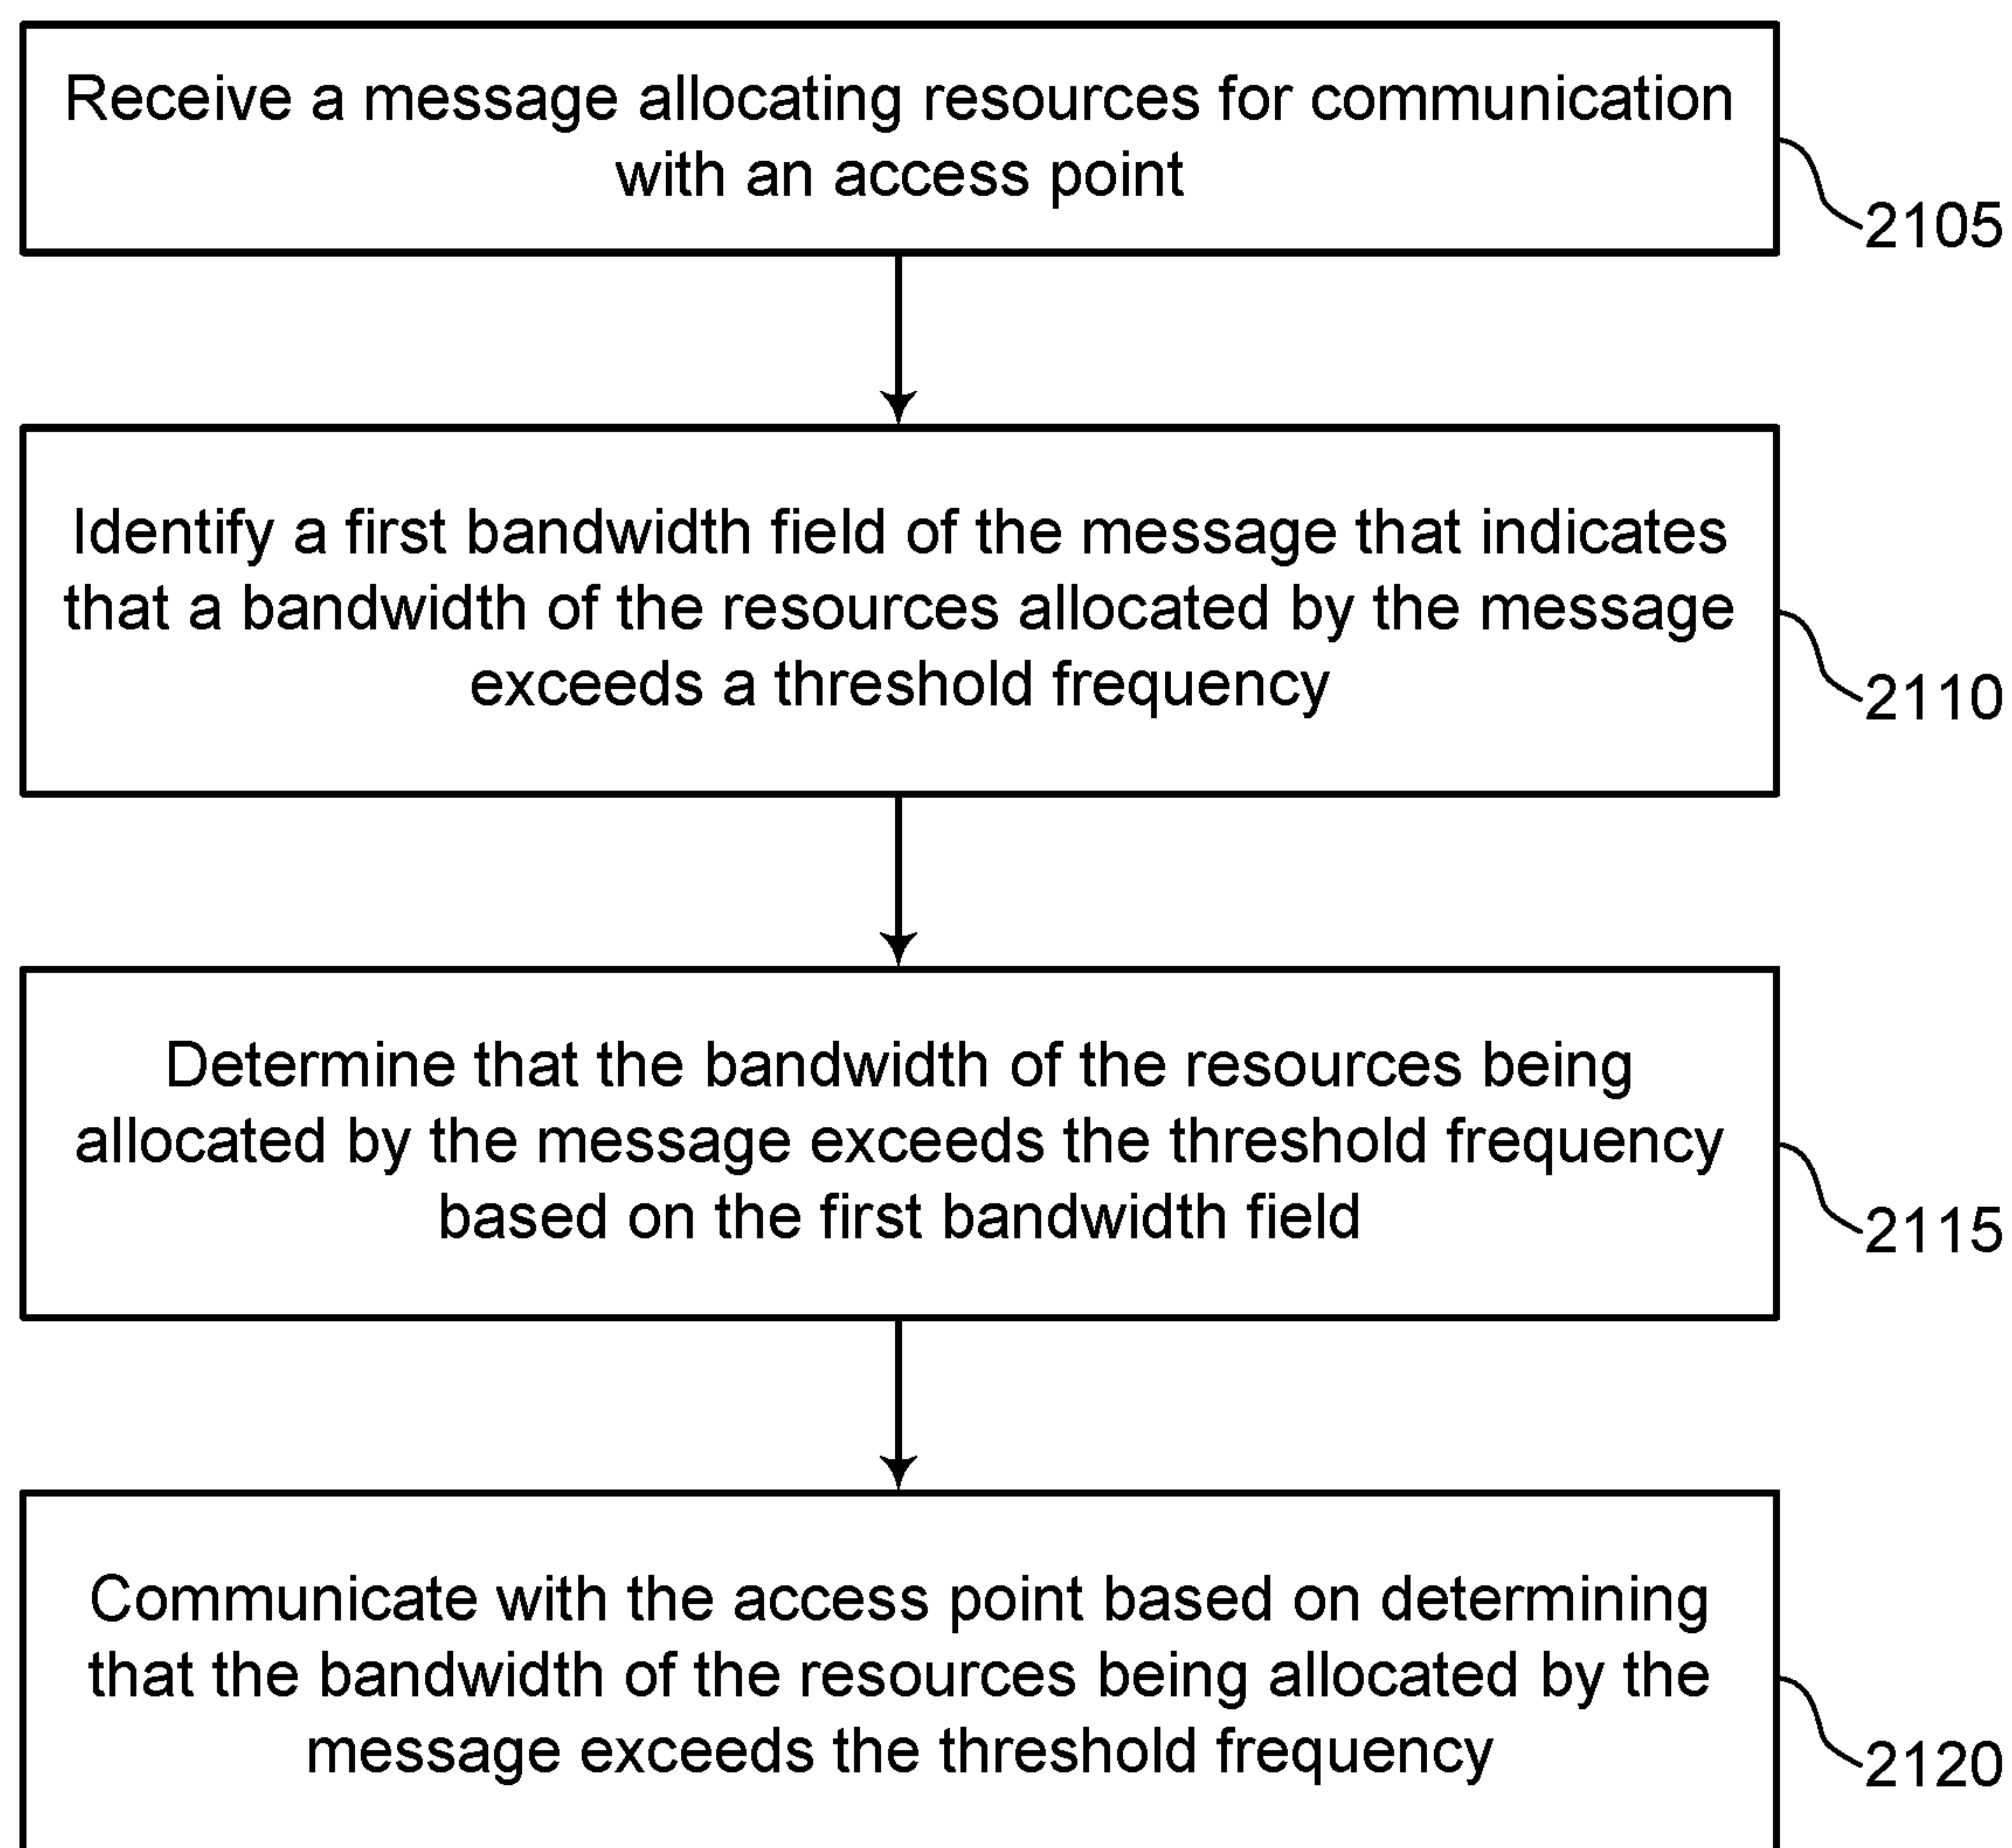 Receive a message allocating resources for communication
with an access point
2105
Identify a first bandwidth field of the message that indicates
that a bandwidth of the resources allocated by the message
exceeds a threshold frequency
2110
Determine that the bandwidth of the resources being
allocated by the message exceeds the threshold frequency
based on the first bandwidth field
2115
Communicate with the access point based on determining
that the bandwidth of the resources being allocated by the
message exceeds the threshold frequency
2120